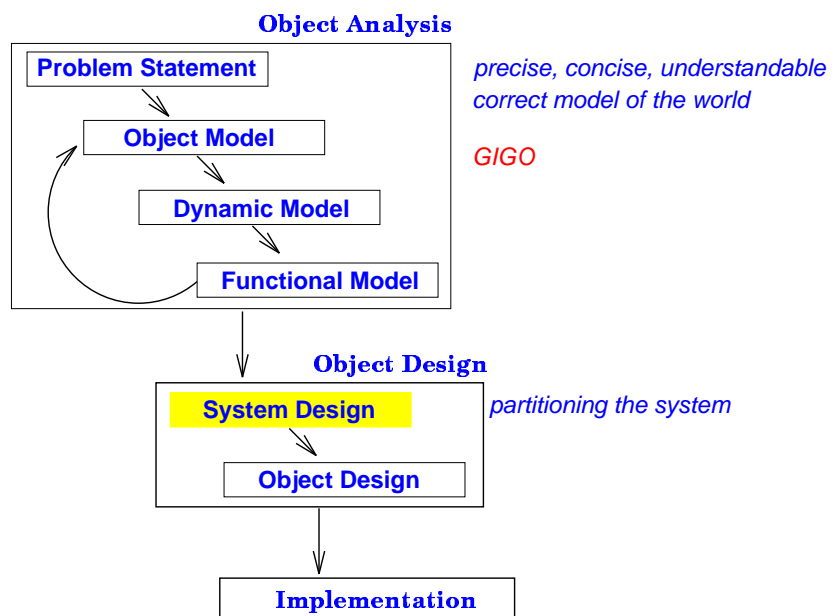 Object Analysis
Problem Statement
precise, concise, understandable
correct model of the world
Object Model
GIGO
Dynamic Model
Functional Model
Object Design
System Design
partitioning the system
Object Design
Implementation